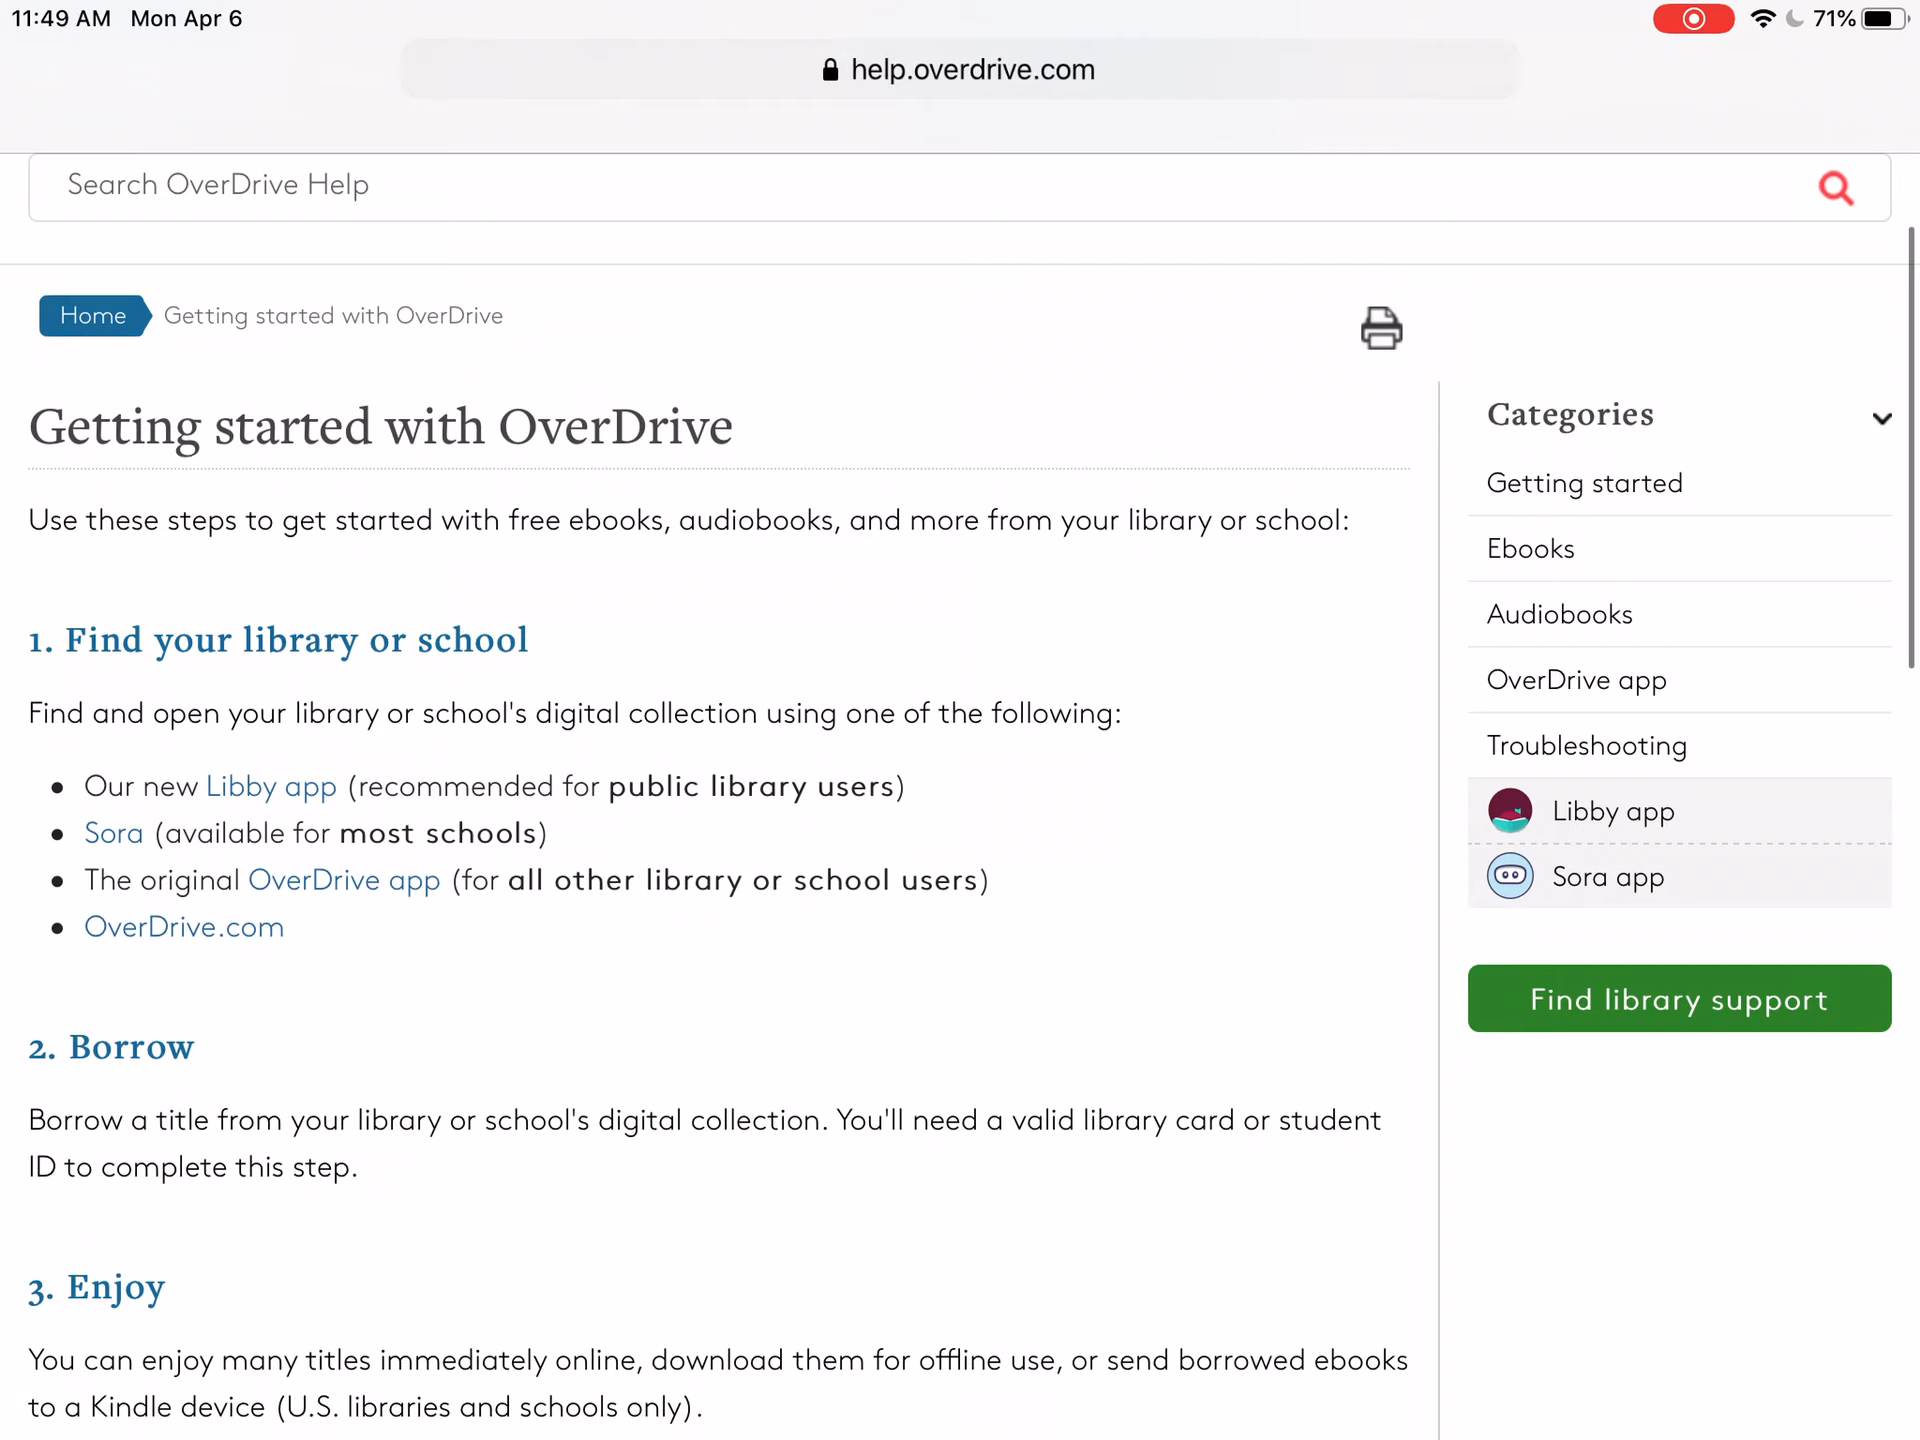 11:49 AM Mon Apr 6
71%
help.overdrive.com
Search OverDrive Help
Home
Getting started with OverDrive
Getting started with OverDrive
Use these steps to get started with free ebooks, audiobooks, and more from your library or school:
1. Find your library or school
Find and open your library or school's digital collection using one of the following:
• Our new Libby app (recommended for public library users)
• Sora (available for most schools)
• The original OverDrive app (for all other library or school users)
• OverDrive.com
2. Borrow
Borrow a title from your library or school's digital collection. You'll need a valid library card or student
ID to complete this step.
3. Enjoy
You can enjoy many titles immediately online, download them for offline use, or send borrowed ebooks
to a Kindle device (U.S. libraries and schools only).
Categories
Getting started
Ebooks
Audiobooks
OverDrive app
Troubleshooting
Libby app
Sora app
Find library support